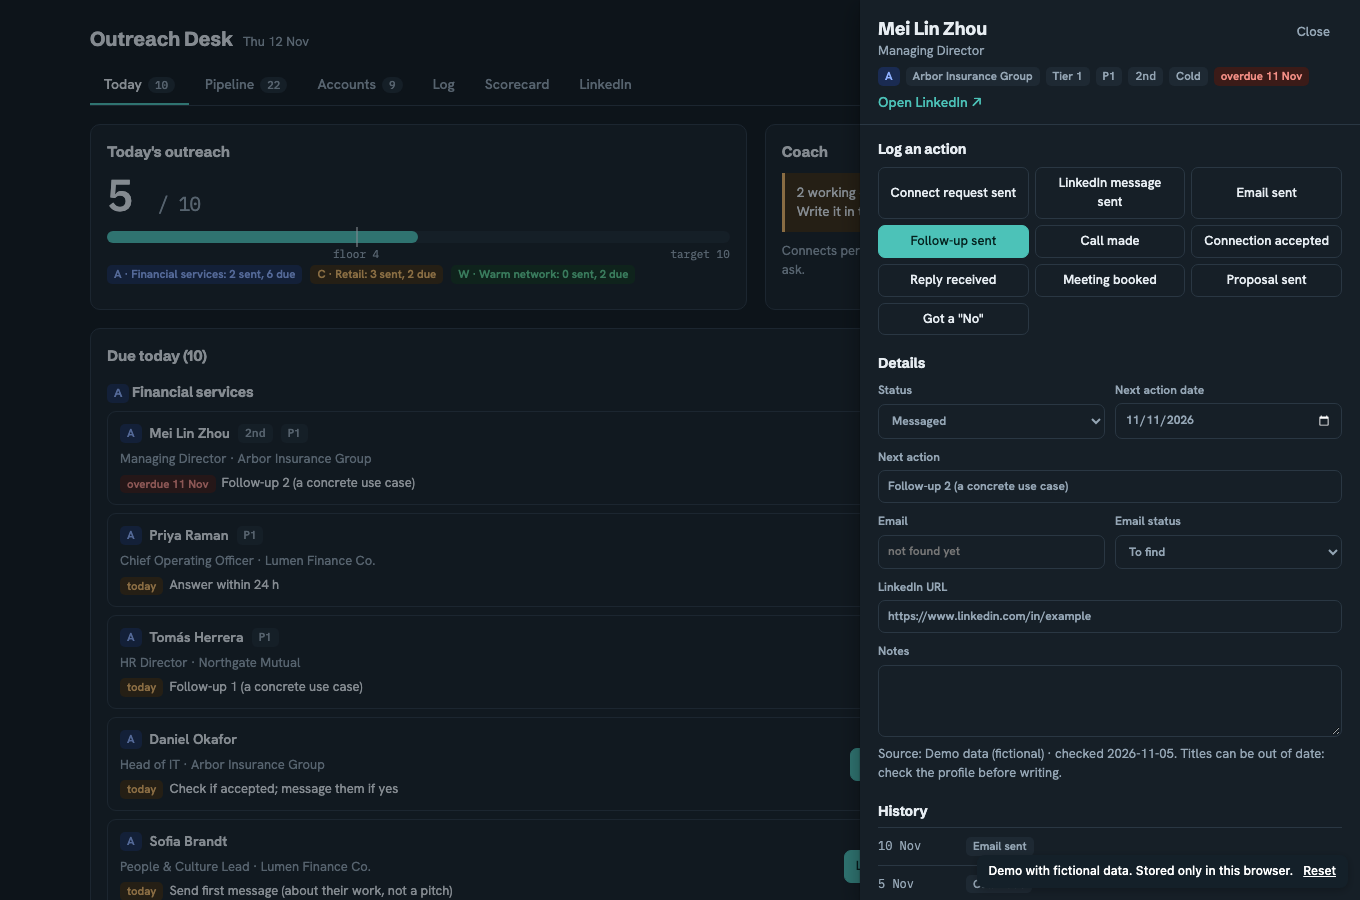 Outreach Desk Thu 12 Nov
Today 10 Pipeline 22 Accounts 9 Log Scorecard LinkedIn
Today's outreach
5 / 10
floor 4 target 10
A · Financial services: 2 sent, 6 due C · Retail: 3 sent, 2 due W · Warm network: 0 sent, 2 due
Coach
2 working
Write it in
Connects per
ask.
Due today (10)
A Financial services
A Mei Lin Zhou 2nd P1
Managing Director · Arbor Insurance Group
overdue 11 Nov Follow-up 2 (a concrete use case)
A Priya Raman P1
Chief Operating Officer · Lumen Finance Co.
today Answer within 24 h
A Tomás Herrera P1
HR Director · Northgate Mutual
today Follow-up 1 (a concrete use case)
A Daniel Okafor
Head of IT · Arbor Insurance Group
today Check if accepted; message them if yes
A Sofia Brandt
People & Culture Lead · Lumen Finance Co.
today Send first message (about their work, not a pitch)
Mei Lin Zhou
Close
Managing Director
A Arbor Insurance Group Tier 1 P1 2nd Cold overdue 11 Nov
Open LinkedIn ↗
Log an action
Connect request sent
LinkedIn message
sent
Email sent
Follow-up sent
Call made
Connection accepted
Reply received
Meeting booked
Proposal sent
Got a "No"
Details
Status
Messaged
Next action date
11/11/2026
Next action
Follow-up 2 (a concrete use case)
Email
not found yet
Email status
To find
LinkedIn URL
https://www.linkedin.com/in/example
Notes
Source: Demo data (fictional) · checked 2026-11-05. Titles can be out of date:
check the profile before writing.
History
10 Nov Email sent
5 Nov
Demo with fictional data. Stored only in this browser. Reset